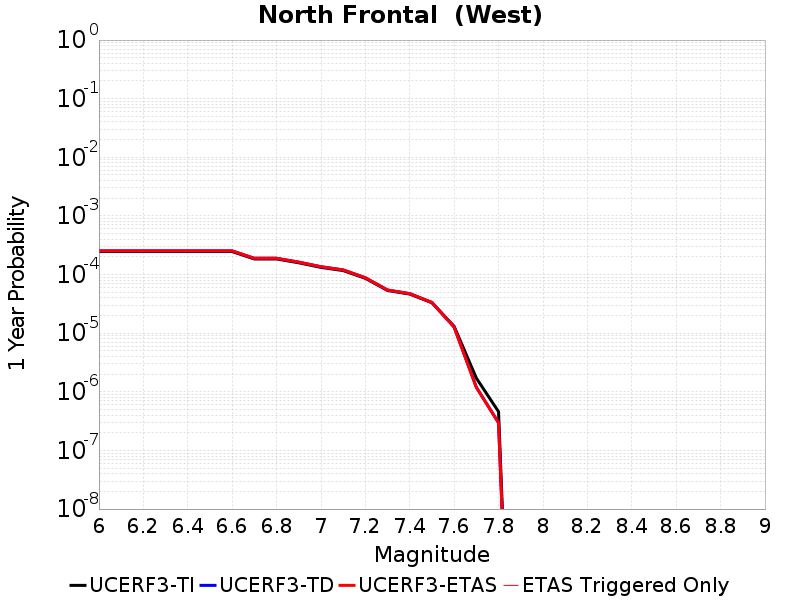 North Frontal  (West)
10^0
10^-1
10^-2
10^-3
10^-4
10^-5
10^-6
10^-7
10^-8
1 Year Probability
6 6.2 6.4 6.6 6.8 7 7.2 7.4 7.6 7.8 8 8.2 8.4 8.6 8.8 9
Magnitude
UCERF3-TI UCERF3-TD UCERF3-ETAS ETAS Triggered Only